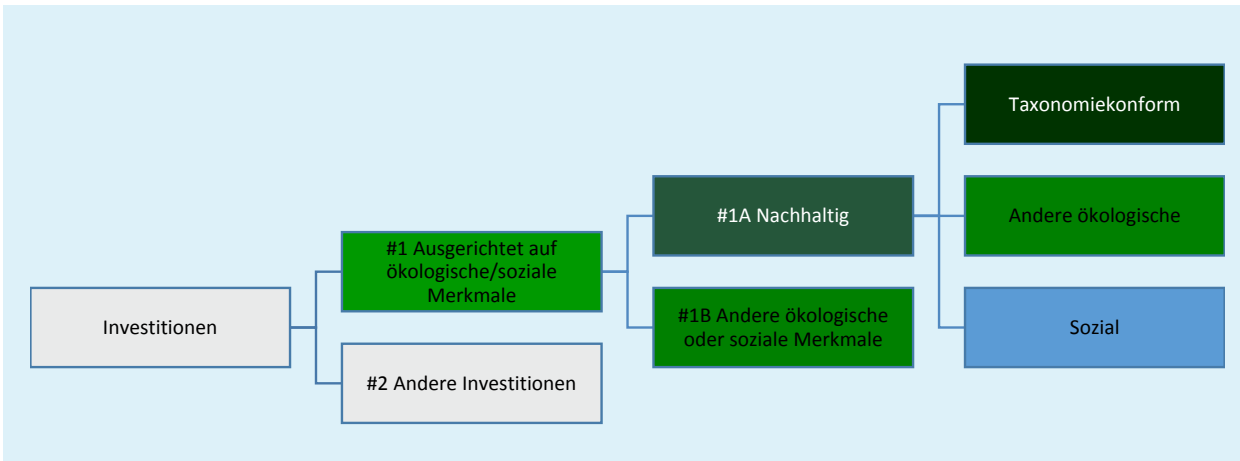 Investitionen
#1 Ausgerichtet auf
ökologische/soziale
Merkmale
#2 Andere Investitionen
#1A Nachhaltig
#1B Andere ökologische
oder soziale Merkmale
Taxonomiekonform
Andere ökologische
Sozial